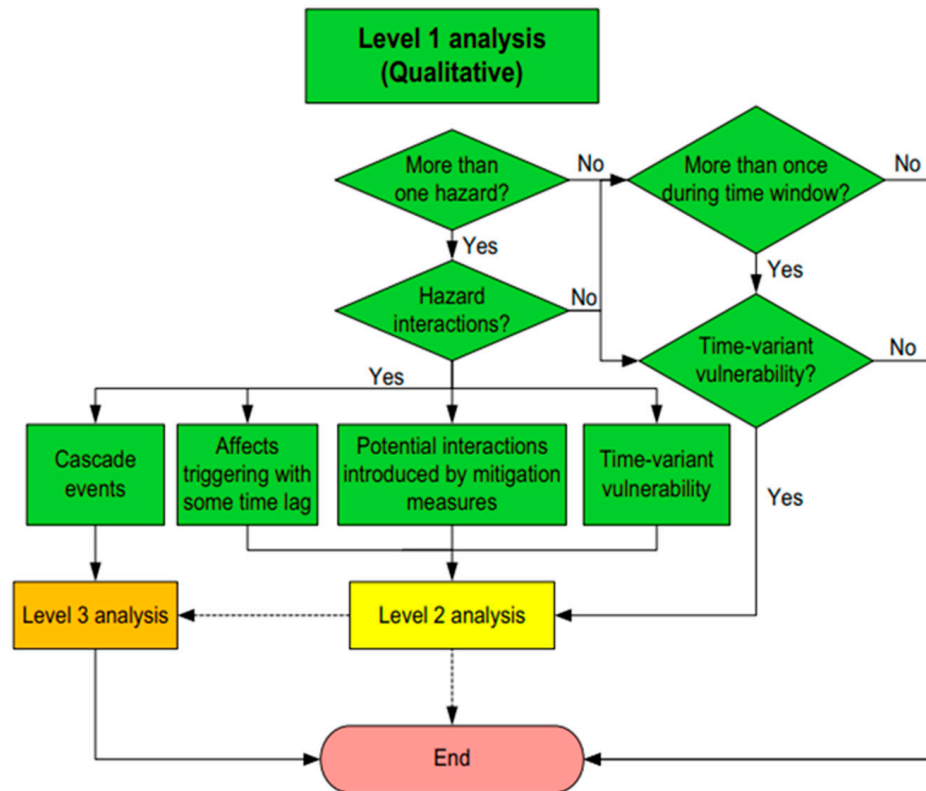 Level 1 analysis
(Qualitative)
More than
one hazard?
No
More than once
during time window?
No
Yes
Yes
Hazard
interactions?
No
Time-variant
vulnerability?
No
Yes
Cascade
events
Affects
triggering with
some time lag
Potential interactions
introduced by mitigation
measures
Time-variant
vulnerability
Yes
Level 3 analysis
Level 2 analysis
End